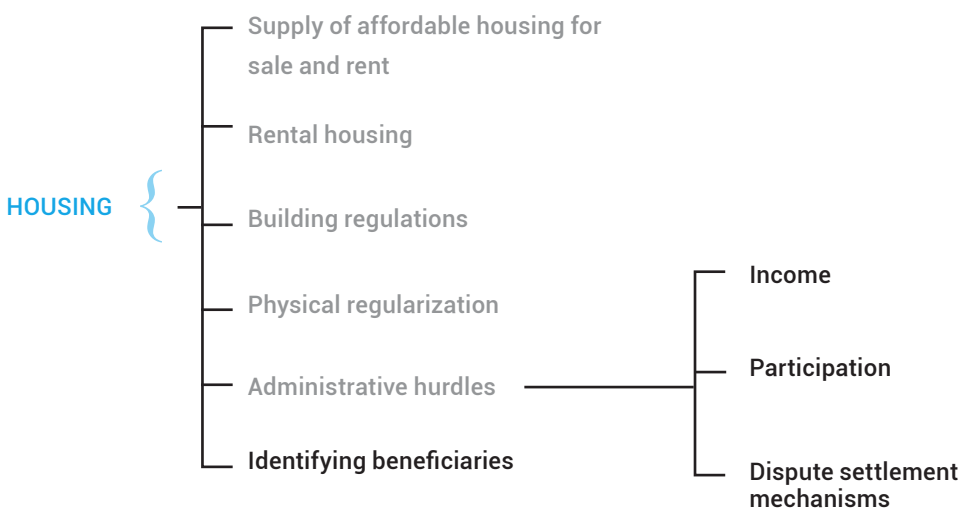 HOUSING
Supply of affordable housing for
sale and rent
Rental housing
Building regulations
Physical regularization
Administrative hurdles
Identifying beneficiaries
Income
Participation
Dispute settlement
mechanisms